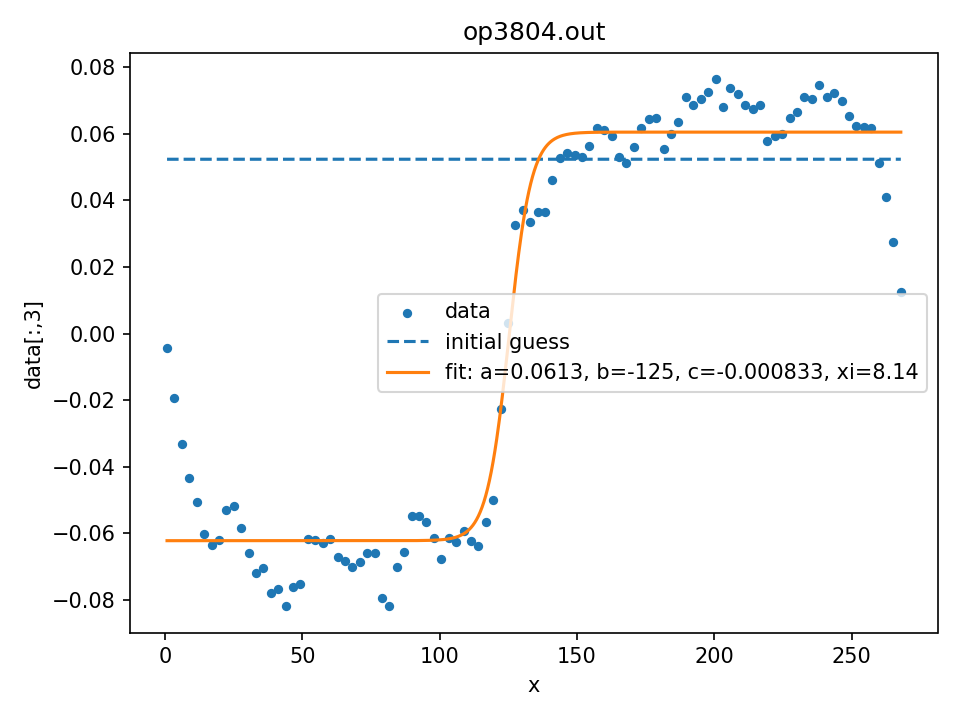 op3804.out
0.08
0.06
0.04
0.02
0.00
−0.02
−0.04
−0.06
−0.08
data[:,3]
data
initial guess
fit: a=0.0613, b=-125, c=-0.000833, xi=8.14
0 50 100 150 200 250
x